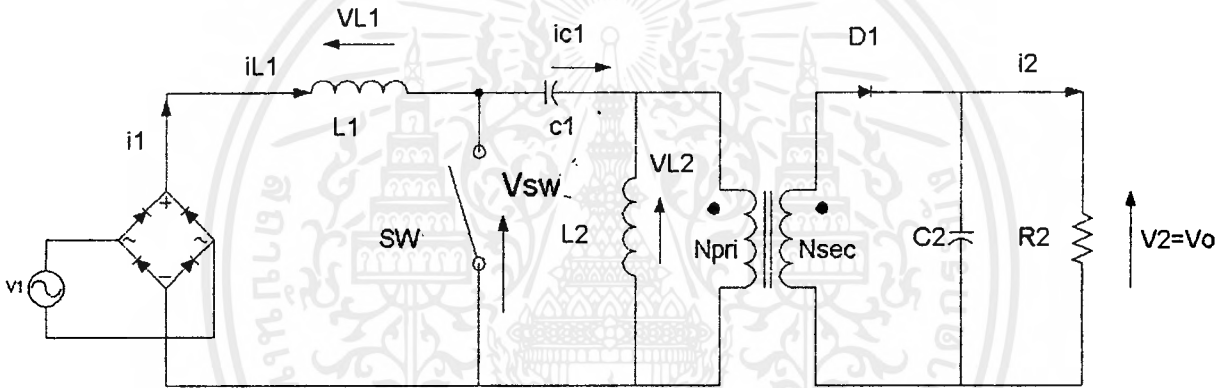 VL1
ic1
D1
iL1
i2
L1
c1
i1
VL2
Vsw
+
SW
L2
Npri
Nsec
C2
R2
V2=Vo
~
~
V1
−